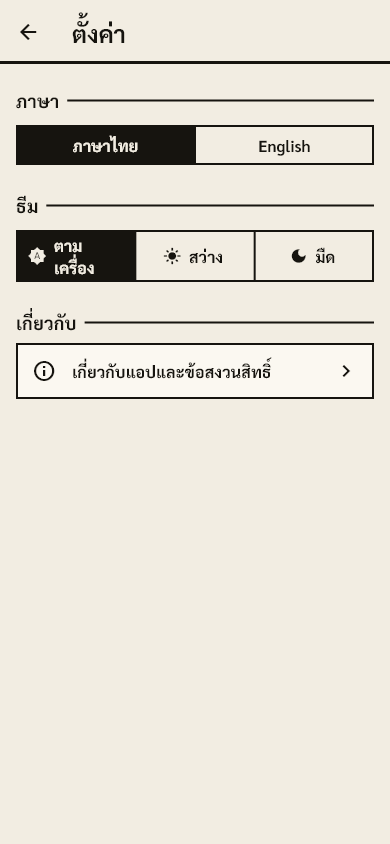 ตั้งค่า
ภาษา
ภาษาไทย
English
ธีม
A
ตาม
เครื่อง
สว่าง
มืด
เกี่ยวกับ
เกี่ยวกับแอปและข้อสงวนสิทธิ์